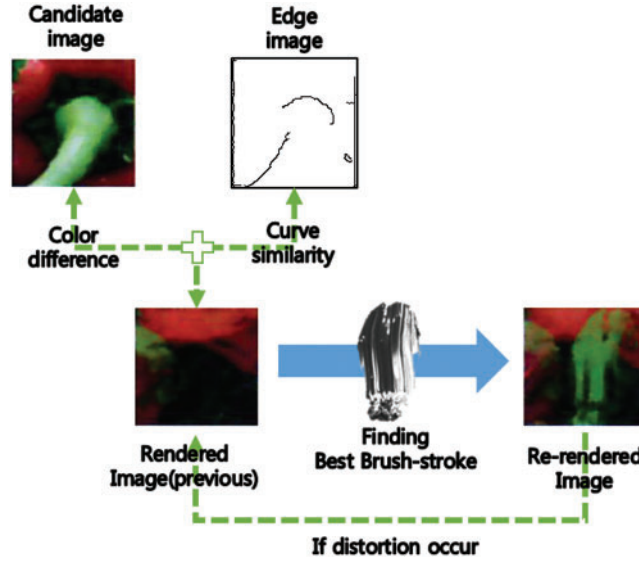 Candidate
image
Edge
image
Color
difference
Curve
similarity
Rendered
Image(previous)
Finding
Best Brush-stroke
Re-rendered
Image
If distortion occur